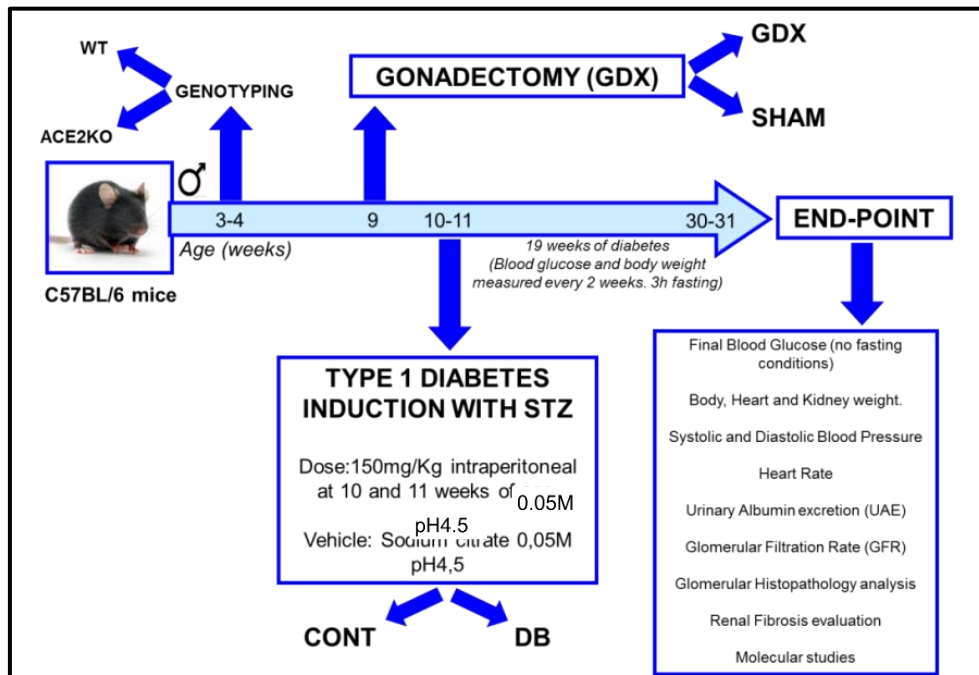 WT
GENOTYPING
ACE2KO
GONADECTOMY (GDX)
GDX
SHAM
3-4
9
10-11
30-31
Age (weeks)
C57BL/6 mice
19 weeks of diabetes
(Blood glucose and body weight
measured every 2 weeks. 3h fasting)
END-POINT
TYPE 1 DIABETES
INDUCTION WITH STZ
Dose:150mg/Kg intraperitoneal
at 10 and 11 weeks of
0.05M
pH4.5
Vehicle: Sodium citrate 0,05M
pH4,5
CONT
DB
Final Blood Glucose (no fasting
conditions)
Body, Heart and Kidney weight.
Systolic and Diastolic Blood Pressure
Heart Rate
Urinary Albumin excretion (UAE)
Glomerular Filtration Rate (GFR)
Glomerular Histopathology analysis
Renal Fibrosis evaluation
Molecular studies